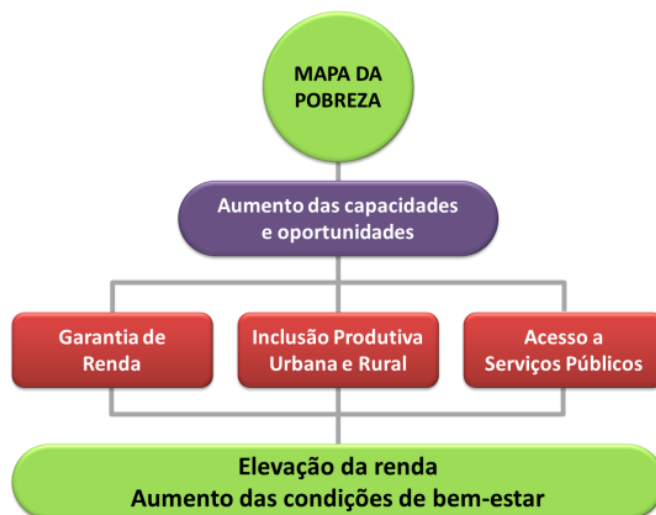 MAPA DA
POBREZA
Aumento das capacidades
e oportunidades
Garantia de
Renda
Inclusão Produtiva
Urbana e Rural
Acesso a
Serviços Públicos
Elevação da renda
Aumento das condições de bem-estar